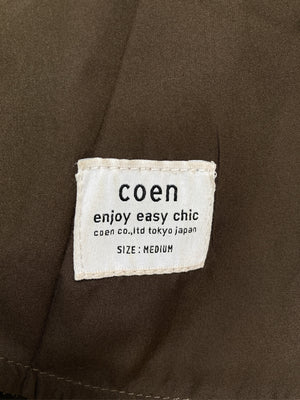 coen
enjoy easy chic
coen co.,ltd tokyo japan
SIZE : MEDIUM